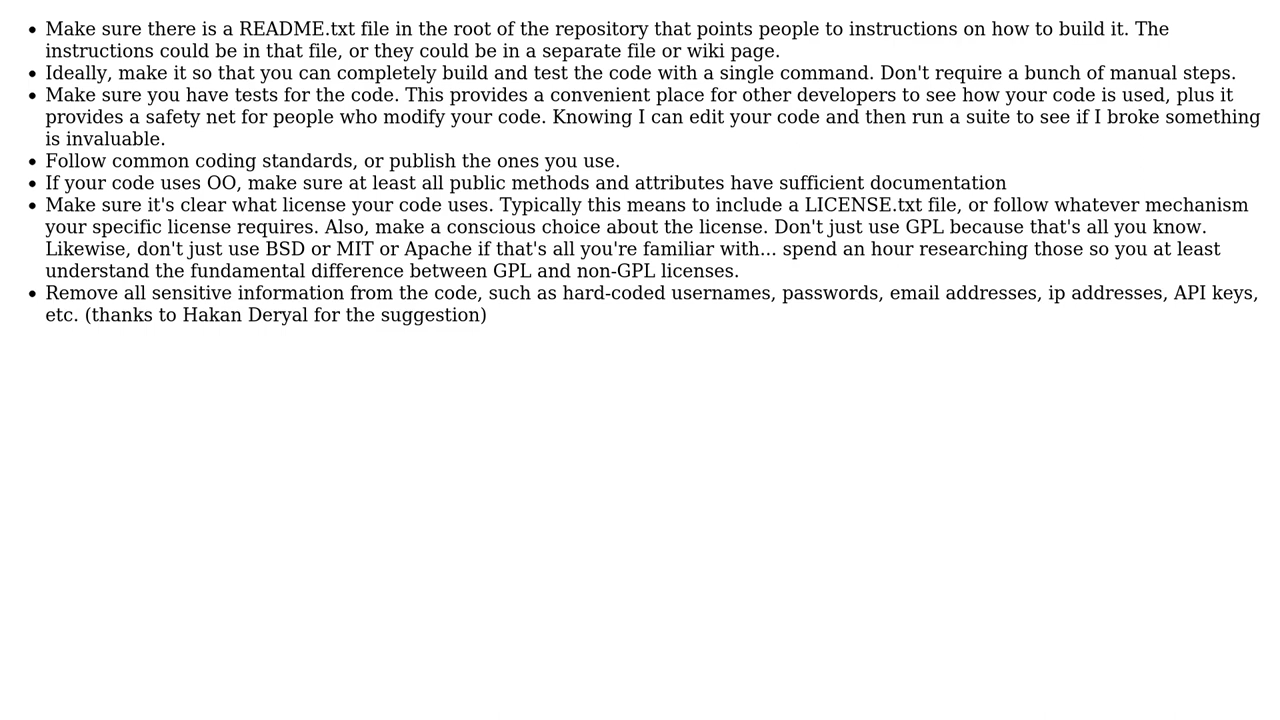 • Make sure there is a README.txt file in the root of the repository that points people to instructions on how to build it. The
instructions could be in that file, or they could be in a separate file or wiki page.
• Ideally, make it so that you can completely build and test the code with a single command. Don't require a bunch of manual steps.
• Make sure you have tests for the code. This provides a convenient place for other developers to see how your code is used, plus it
provides a safety net for people who modify your code. Knowing I can edit your code and then run a suite to see if I broke something
is invaluable.
• Follow common coding standards, or publish the ones you use.
• If your code uses OO, make sure at least all public methods and attributes have sufficient documentation
• Make sure it's clear what license your code uses. Typically this means to include a LICENSE.txt file, or follow whatever mechanism
your specific license requires. Also, make a conscious choice about the license. Don't just use GPL because that's all you know.
Likewise, don't just use BSD or MIT or Apache if that's all you're familiar with... spend an hour researching those so you at least
understand the fundamental difference between GPL and non-GPL licenses.
• Remove all sensitive information from the code, such as hard-coded usernames, passwords, email addresses, ip addresses, API keys,
etc. (thanks to Hakan Deryal for the suggestion)